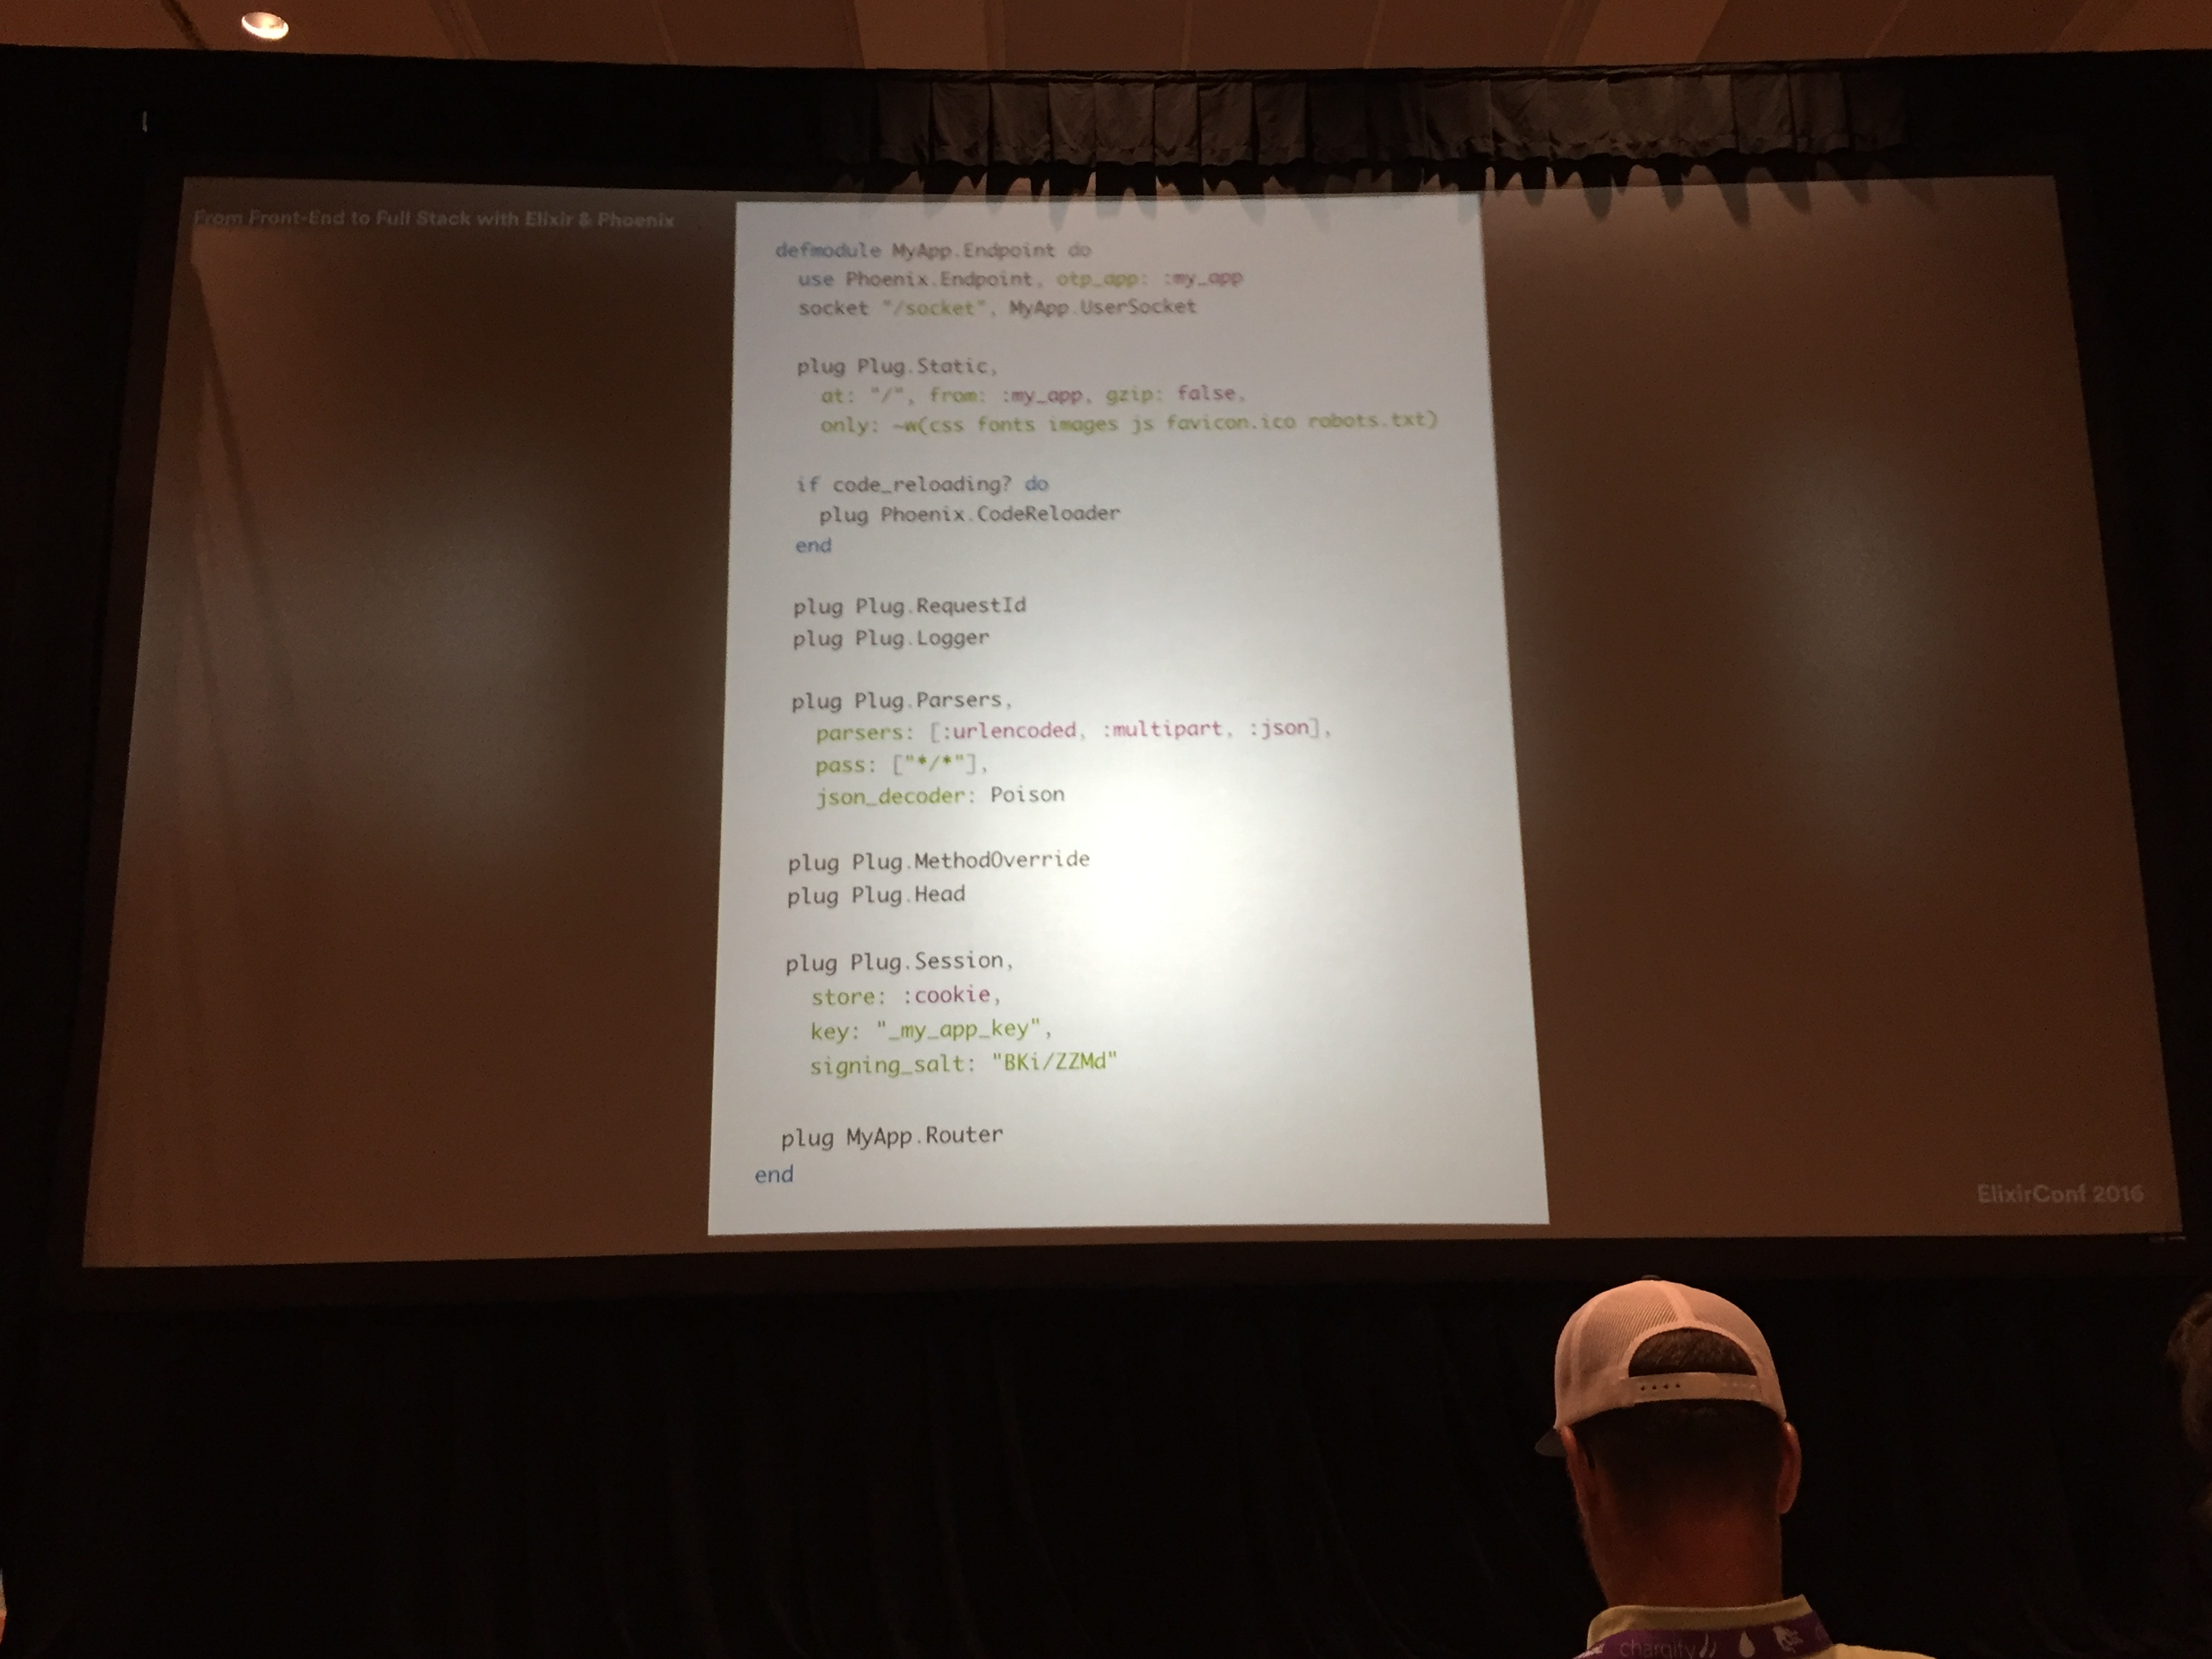 From Front-End to Full Stack with Elixir & Phoenix
defmodule MyApp.Endpoint do
  use Phoenix.Endpoint, otp_app: :my_app
  socket "/socket", MyApp.UserSocket

  plug Plug.Static,
    at: "/", from: :my_app, gzip: false,
    only: ~w(css fonts images js favicon.ico robots.txt)

  if code_reloading? do
    plug Phoenix.CodeReloader
  end

  plug Plug.RequestId
  plug Plug.Logger

  plug Plug.Parsers,
    parsers: [:urlencoded, :multipart, :json],
    pass: ["*/*"],
    json_decoder: Poison

  plug Plug.MethodOverride
  plug Plug.Head

  plug Plug.Session,
    store: :cookie,
    key: "_my_app_key",
    signing_salt: "BKi/ZZMd"

  plug MyApp.Router
end
ElixirConf 2016
chargify